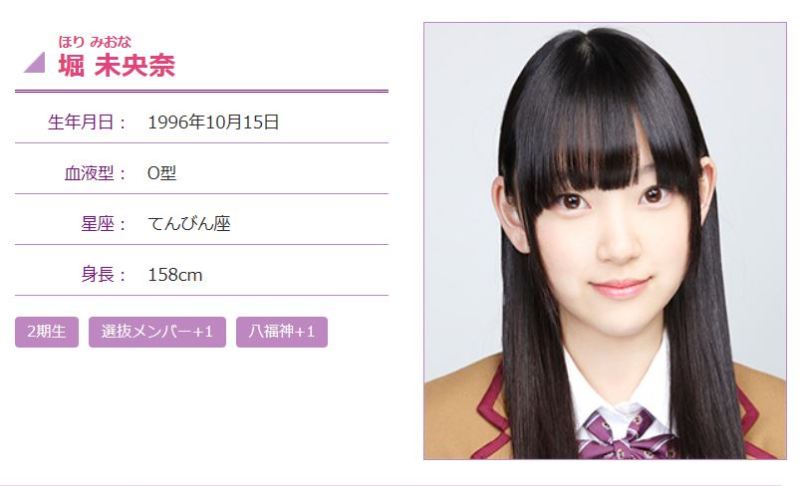 ほり みおな
堀 未央奈
生年月日： 1996年10月15日
血液型： O型
星座： てんびん座
身長： 158cm
2期生 選抜メンバー+1 八福神+1